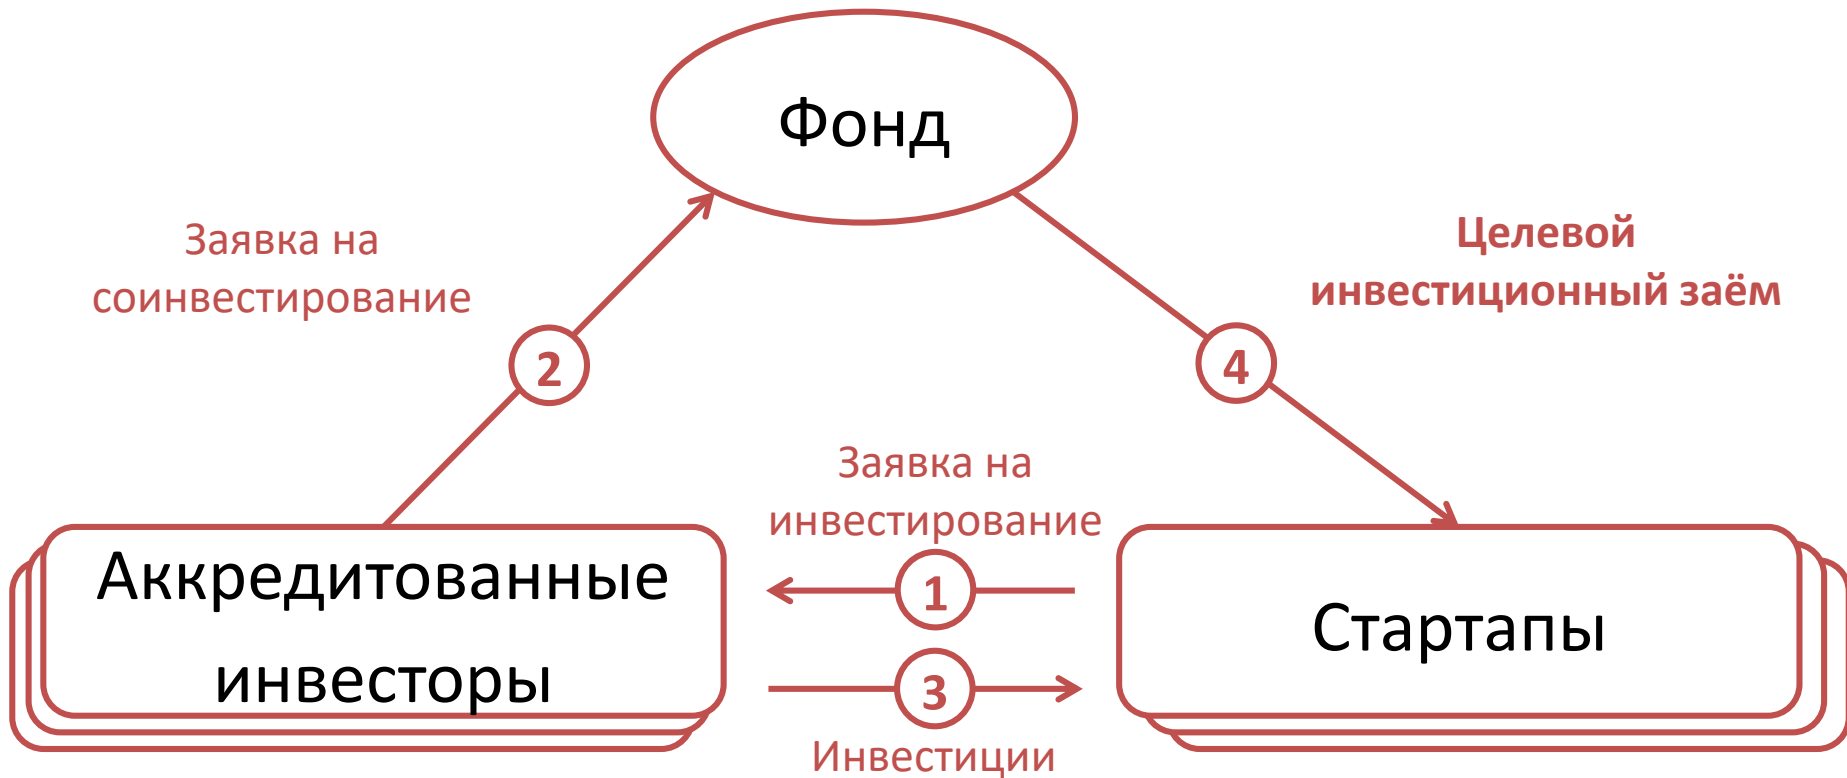 Фонд
Заявка на
соинвестирование
Целевой
инвестиционный заём
2
4
Заявка на
инвестирование
Аккредитованные
инвесторы
1
Стартапы
3
Инвестиции